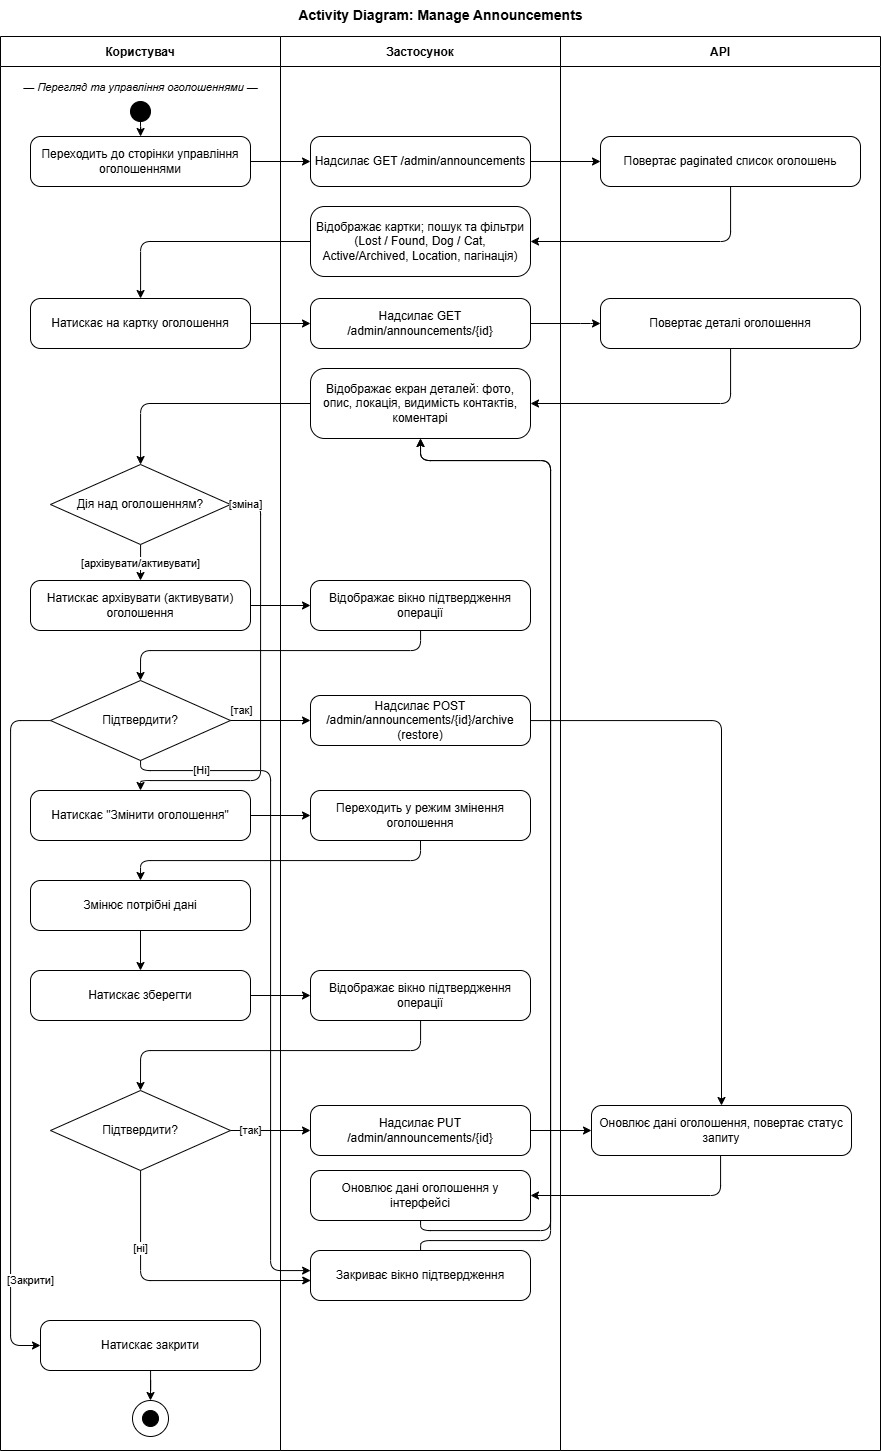 Activity Diagram: Manage Announcements
Користувач
Застосунок
API
— Перегляд та управління оголошеннями —
Переходить до сторінки управління
оголошеннями
Надсилає GET /admin/announcements
Повертає paginated список оголошень
Відображає картки; пошук та фільтри
(Lost / Found, Dog / Cat,
Active/Archived, Location, пагінація)
Натискає на картку оголошення
Надсилає GET
/admin/announcements/{id}
Повертає деталі оголошення
Відображає екран деталей: фото,
опис, локація, видимість контактів,
коментарі
Дія над оголошенням?
[зміна]
[архівувати/активувати]
Натискає архівувати (активувати)
оголошення
Відображає вікно підтвердження
операції
Підтвердити?
[так]
Надсилає POST
/admin/announcements/{id}/archive
(restore)
[Ні]
Натискає "Змінити оголошення"
Переходить у режим змінення
оголошення
Змінює потрібні дані
Натискає зберегти
Відображає вікно підтвердження
операції
Підтвердити?
[так]
Надсилає PUT
/admin/announcements/{id}
Оновлює дані оголошення, повертає статус
запиту
Оновлює дані оголошення у
інтерфейсі
[ні]
Закриває вікно підтвердження
[Закрити]
Натискає закрити